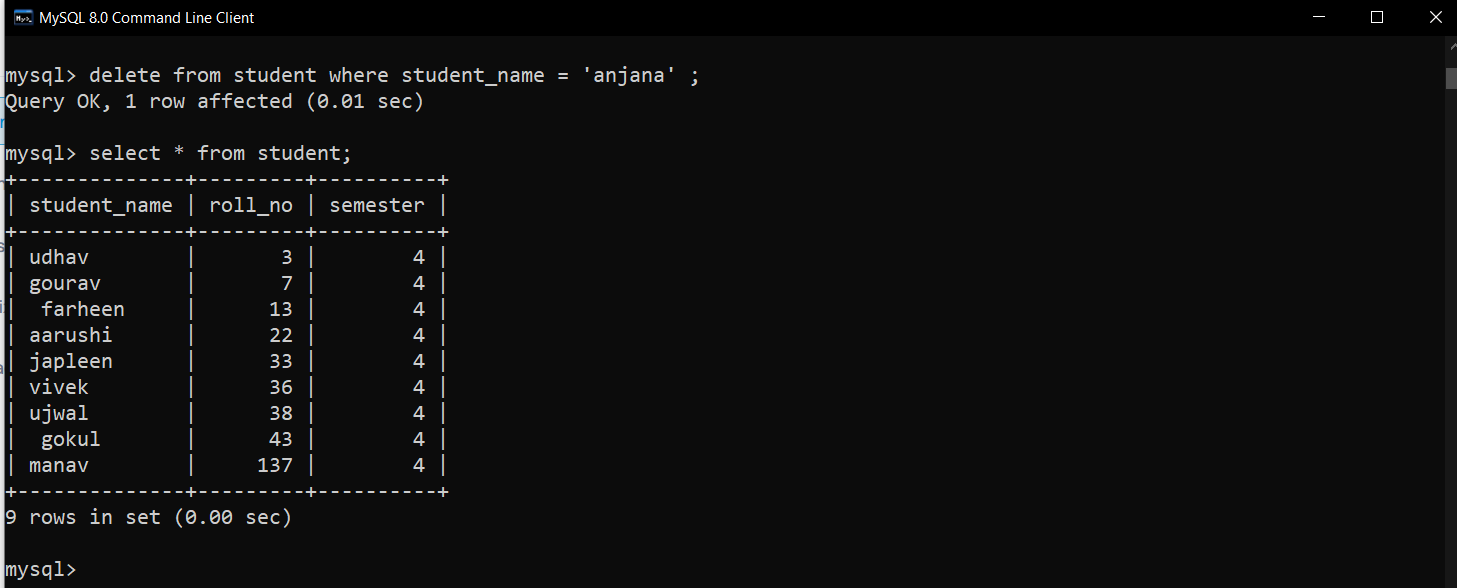 MySQL 8.0 Command Line Client
mysql> delete from student where student_name = 'anjana' ;
Query OK, 1 row affected (0.01 sec)
mysql> select * from student;
+--------------+---------+----------+
| student_name | roll_no | semester |
+--------------+---------+----------+
| udhav        |       3 |        4 |
| gourav       |       7 |        4 |
|  farheen     |      13 |        4 |
| aarushi      |      22 |        4 |
| japleen      |      33 |        4 |
| vivek        |      36 |        4 |
| ujwal        |      38 |        4 |
|  gokul       |      43 |        4 |
| manav        |     137 |        4 |
+--------------+---------+----------+
9 rows in set (0.00 sec)
mysql>